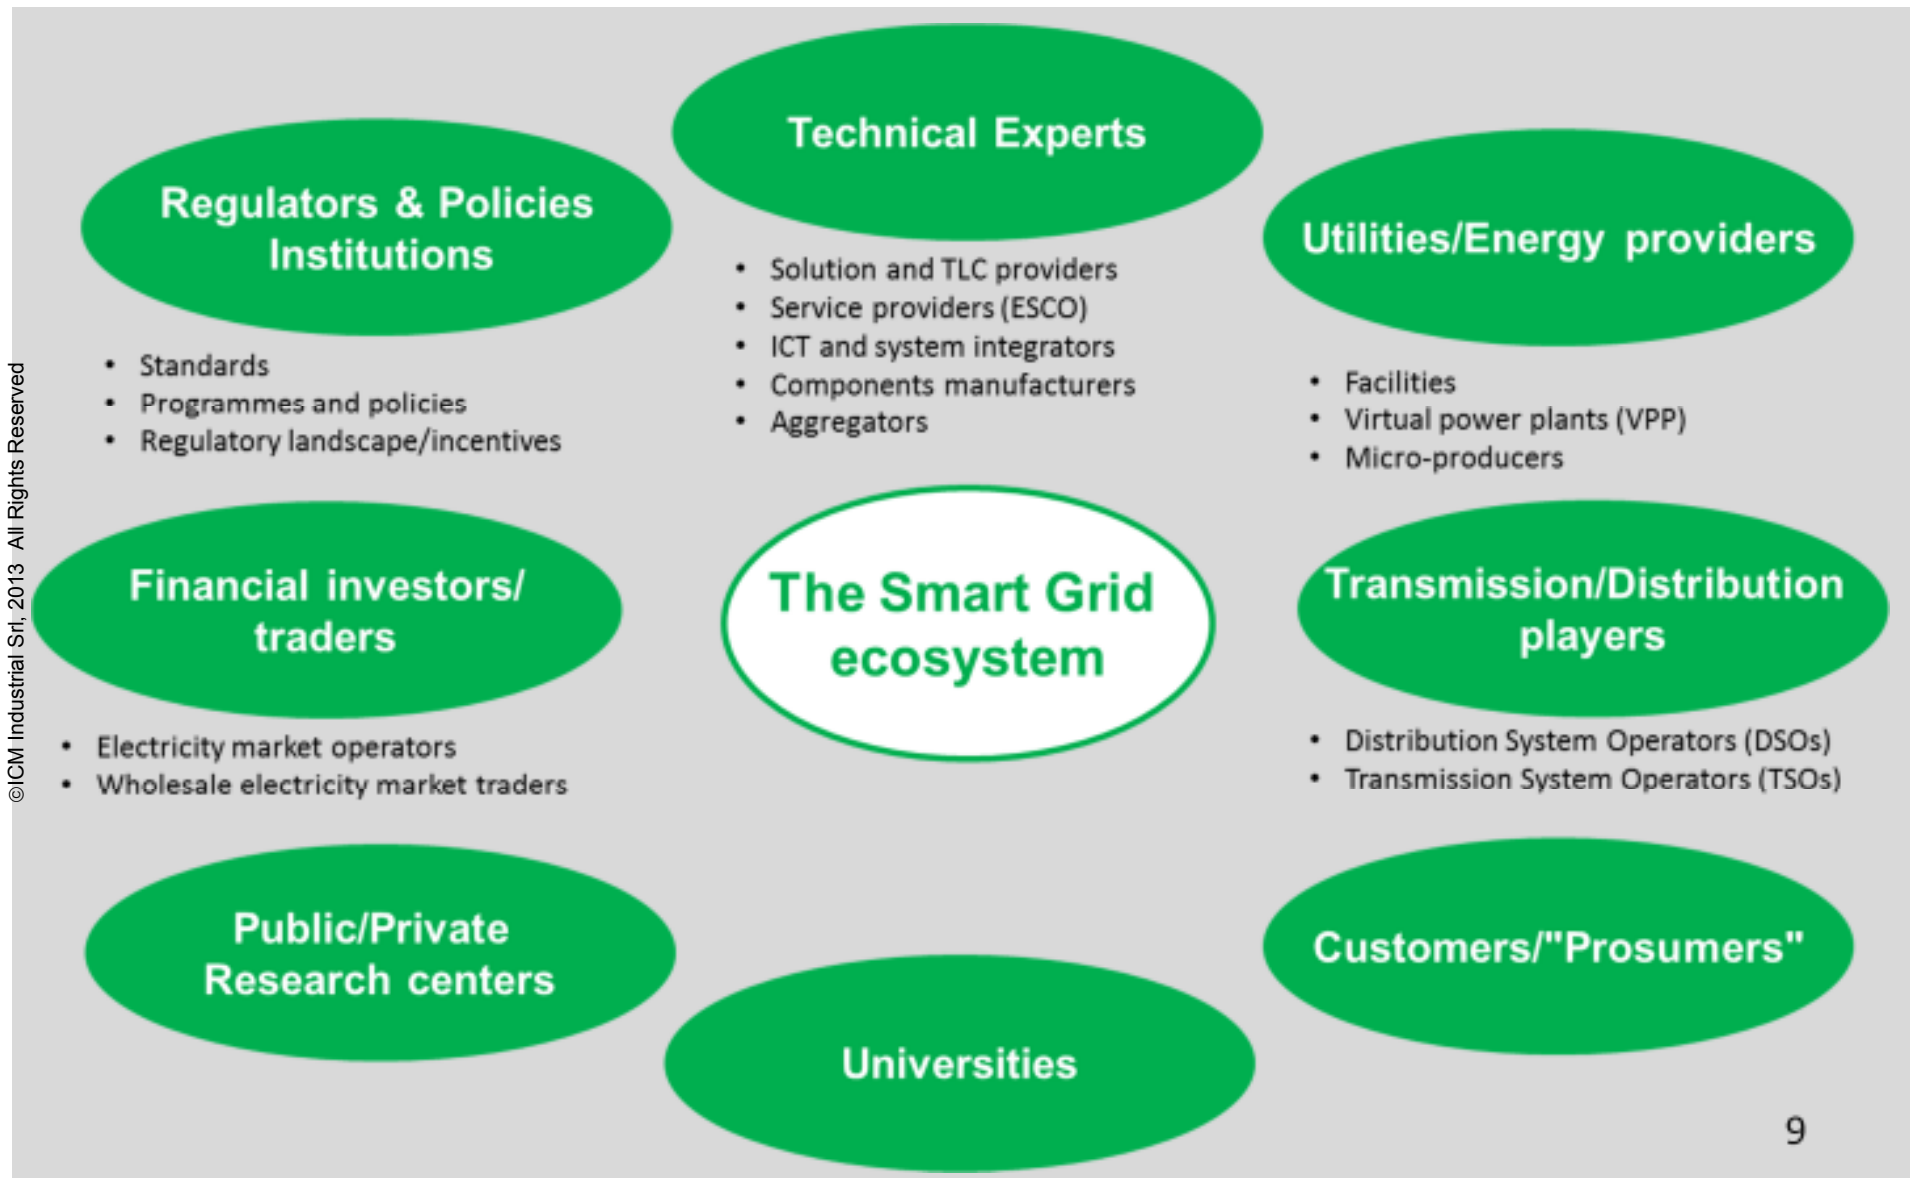 Technical Experts
Regulators & Policies
Institutions
Utilities/Energy providers
• Solution and TLC providers
• Service providers (ESCO)
• ICT and system integrators
• Components manufacturers
• Aggregators
• Standards
• Programmes and policies
• Regulatory landscape/incentives
• Facilities
• Virtual power plants (VPP)
• Micro-producers
Financial investors/
traders
The Smart Grid
ecosystem
Transmission/Distribution
players
• Electricity market operators
• Wholesale electricity market traders
• Distribution System Operators (DSOs)
• Transmission System Operators (TSOs)
Public/Private
Research centers
Universities
Customers/"Prosumers"
9
©ICM Industrial Srl, 2013 All Rights Reserved